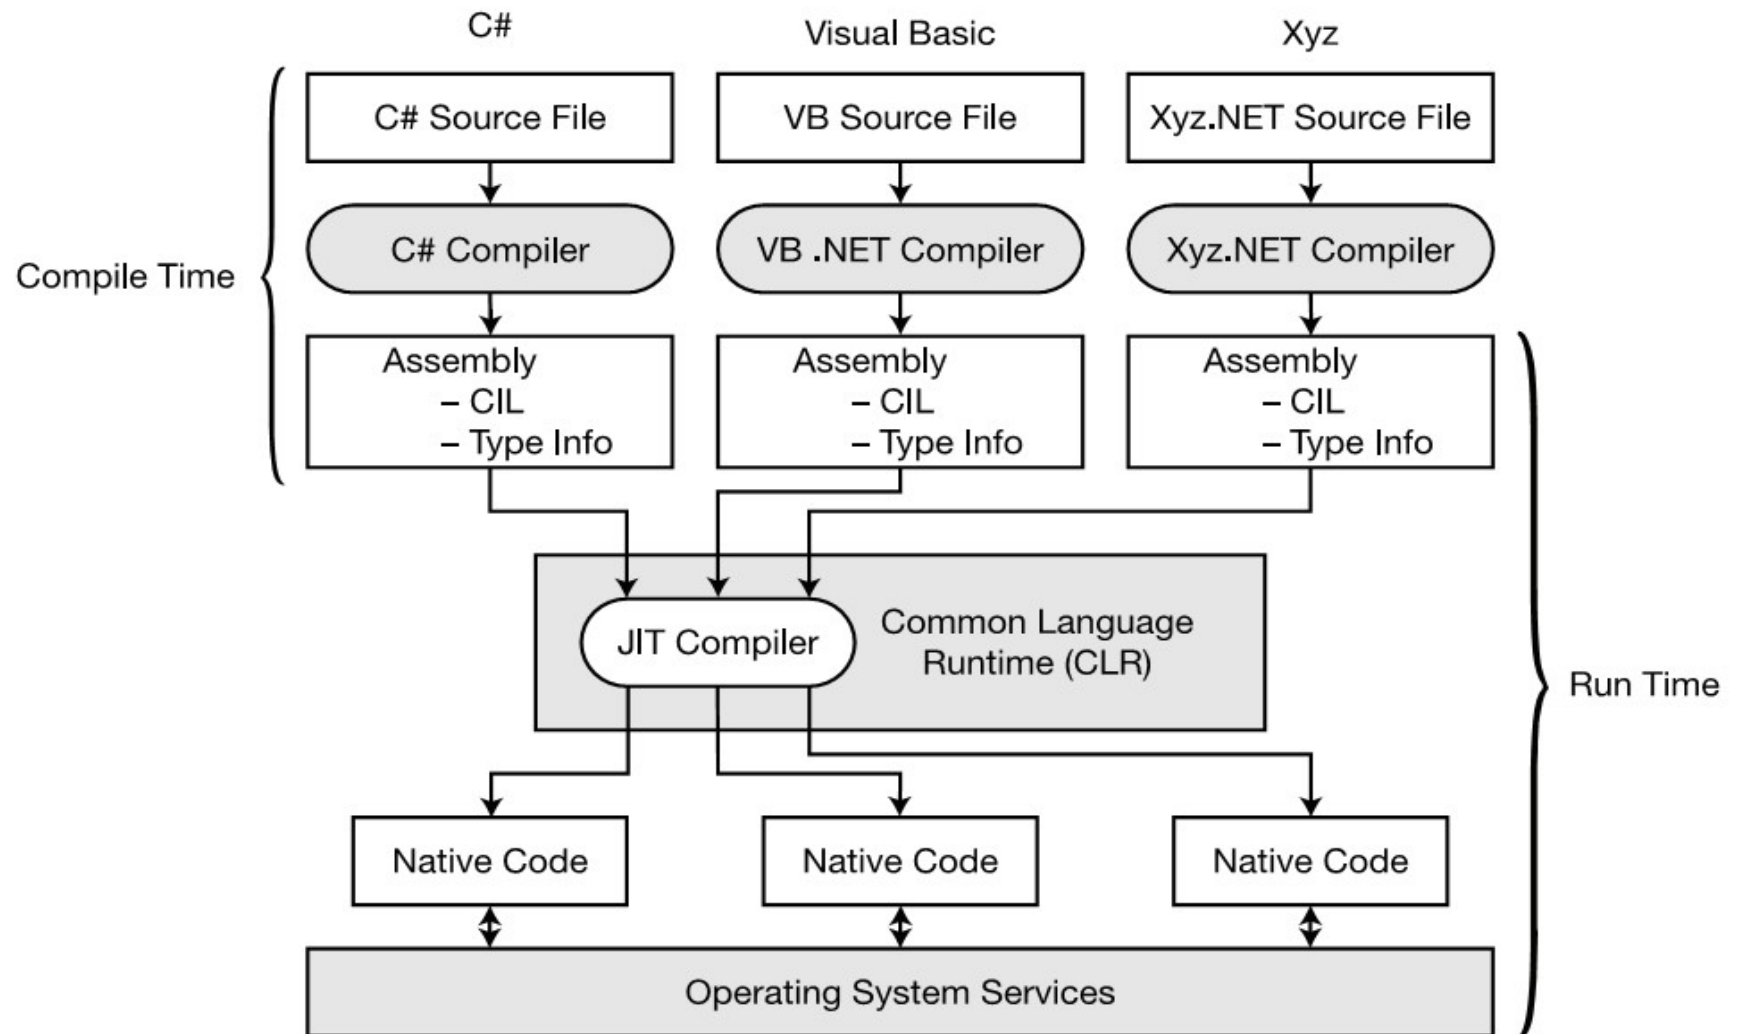 C#
Visual Basic
Xyz
C# Source File
VB Source File
Xyz.NET Source File
C# Compiler
VB .NET Compiler
Xyz.NET Compiler
Compile Time
Assembly
– CIL
– Type Info
Assembly
– CIL
– Type Info
Assembly
– CIL
– Type Info
JIT Compiler
Common Language
Runtime (CLR)
Run Time
Native Code
Native Code
Native Code
Operating System Services